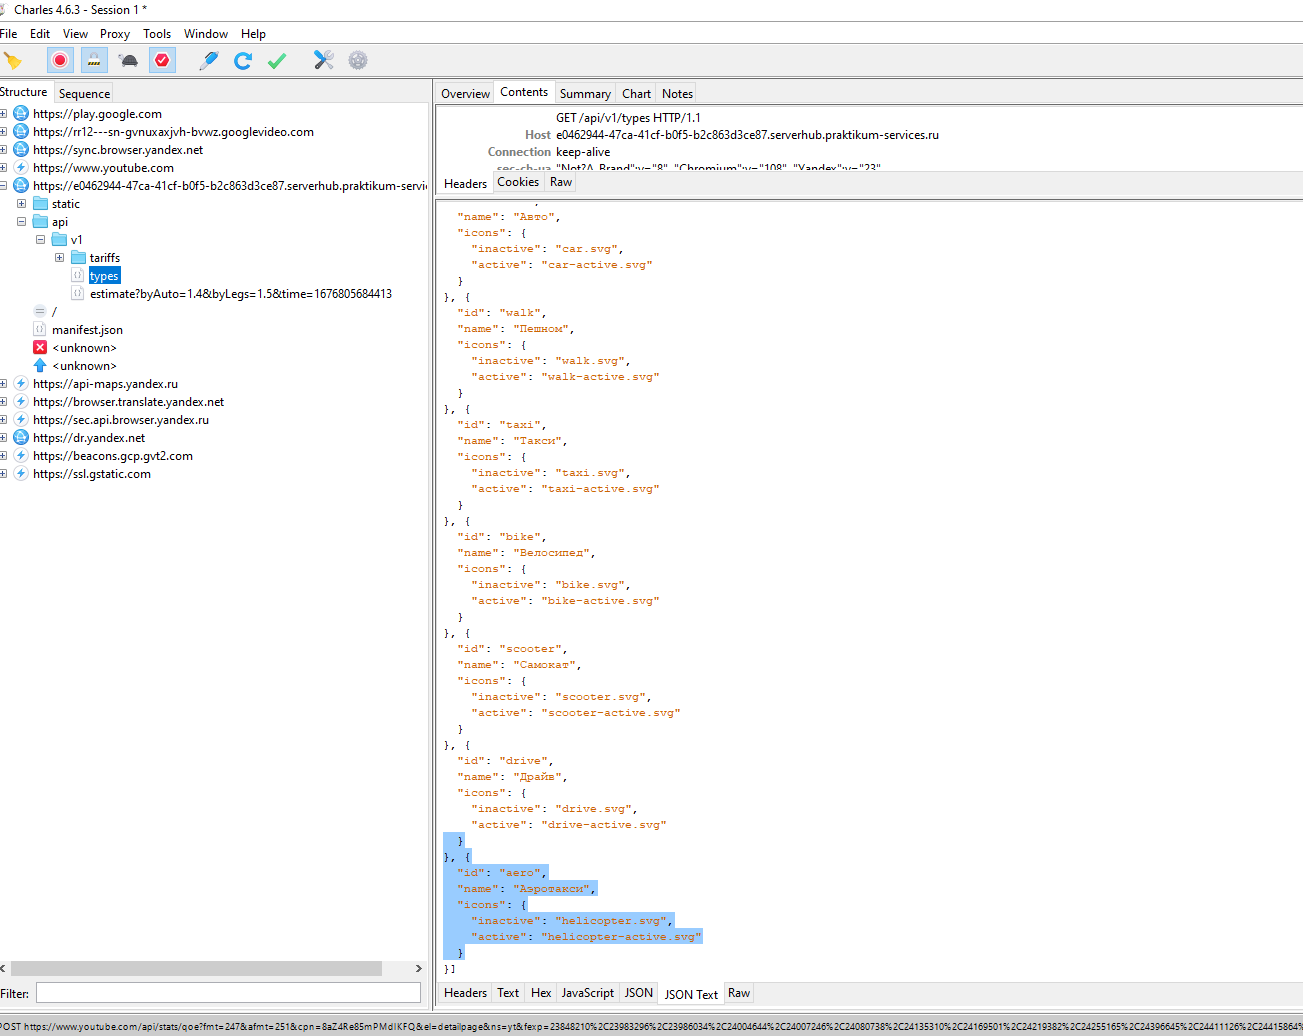 Charles 4.6.3 - Session 1 *
File Edit View Proxy Tools Window Help
Structure Sequence
https://play.google.com
https://rr12---sn-gvnuxaxjvh-bvwz.googlevideo.com
https://sync.browser.yandex.net
https://www.youtube.com
https://e0462944-47ca-41cf-b0f5-b2c863d3ce87.serverhub.praktikum-servi
static
api
v1
tariffs
types
estimate?byAuto=1.4&byLegs=1.5&time=1676805684413
/
manifest.json
<unknown>
<unknown>
https://api-maps.yandex.ru
https://browser.translate.yandex.net
https://sec.api.browser.yandex.ru
https://dr.yandex.net
https://beacons.gcp.gvt2.com
https://ssl.gstatic.com
Filter:
Overview Contents Summary Chart Notes
GET /api/v1/types HTTP/1.1
Host e0462944-47ca-41cf-b0f5-b2c863d3ce87.serverhub.praktikum-services.ru
Connection keep-alive
sec-ch-ua "Not?A_Brand";v="8", "Chromium";v="108", "Yandex";v="23"
Headers Cookies Raw
"name": "Авто",
"icons": {
"inactive": "car.svg",
"active": "car-active.svg"
}
}, {
"id": "walk",
"name": "Пешком",
"icons": {
"inactive": "walk.svg",
"active": "walk-active.svg"
}
}, {
"id": "taxi",
"name": "Такси",
"icons": {
"inactive": "taxi.svg",
"active": "taxi-active.svg"
}
}, {
"id": "bike",
"name": "Велосипед",
"icons": {
"inactive": "bike.svg",
"active": "bike-active.svg"
}
}, {
"id": "scooter",
"name": "Самокат",
"icons": {
"inactive": "scooter.svg",
"active": "scooter-active.svg"
}
}, {
"id": "drive",
"name": "Драйв",
"icons": {
"inactive": "drive.svg",
"active": "drive-active.svg"
}
}, {
"id": "aero",
"name": "Аэротакси",
"icons": {
"inactive": "helicopter.svg",
"active": "helicopter-active.svg"
}
}]
Headers Text Hex JavaScript JSON JSON Text Raw
POST https://www.youtube.com/api/stats/qoe?fmt=247&afmt=251&cpn=8aZ4Re85mPMdIKFQ&el=detailpage&ns=yt&fexp=23848210%2C23983296%2C23986034%2C24004644%2C24007246%2C24080738%2C24135310%2C24169501%2C24219382%2C24255165%2C24396645%2C24411126%2C24415864%